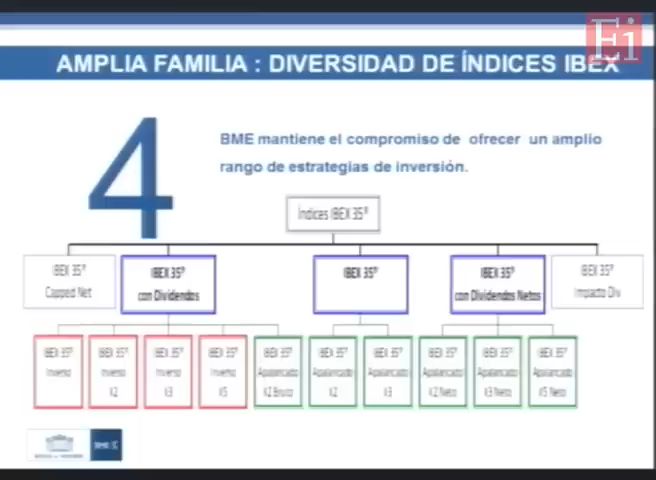 Ei
AMPLIA FAMILIA : DIVERSIDAD DE ÍNDICES IBEX
4
BME mantiene el compromiso de ofrecer un amplio
rango de estrategias de inversión.
Índices IBEX 35®
IBEX 35®
Capped Net
IBEX 35®
con Dividendos
IBEX 35®
IBEX 35®
con Dividendos Netos
IBEX 35®
Impacto Div
IBEX 35®
Inverso
IBEX 35®
Inverso
X2
IBEX 35®
Inverso
X3
IBEX 35®
Inverso
X5
IBEX 35®
Apalancado
X2 Bruto
IBEX 35®
Apalancado
X2
IBEX 35®
Apalancado
X3
IBEX 35®
Apalancado
X2 Neto
IBEX 35®
Apalancado
X3 Neto
IBEX 35®
Apalancado
X5 Neto